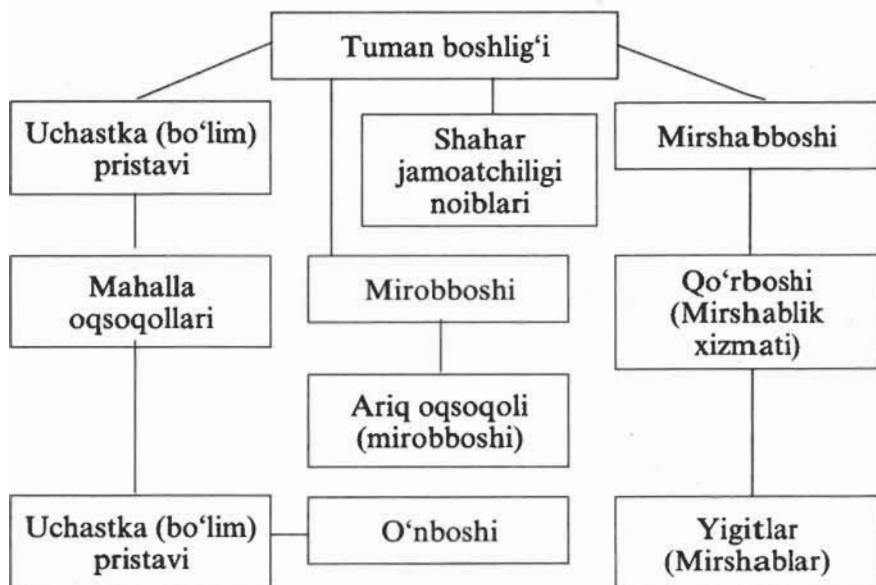 Tuman boshlig‘i
Uchastka (bo‘lim)
pristavi
Shahar
jamoatchiligi
noiblari
Mirshabboshi
Mahalla
oqsoqollari
Mirobboshi
Qo‘rboshi
(Mirshablik
xizmati)
Ariq oqsoqoli
(mirobboshi)
Uchastka (bo‘lim)
pristavi
O‘nboshi
Yigitlar
(Mirshablar)